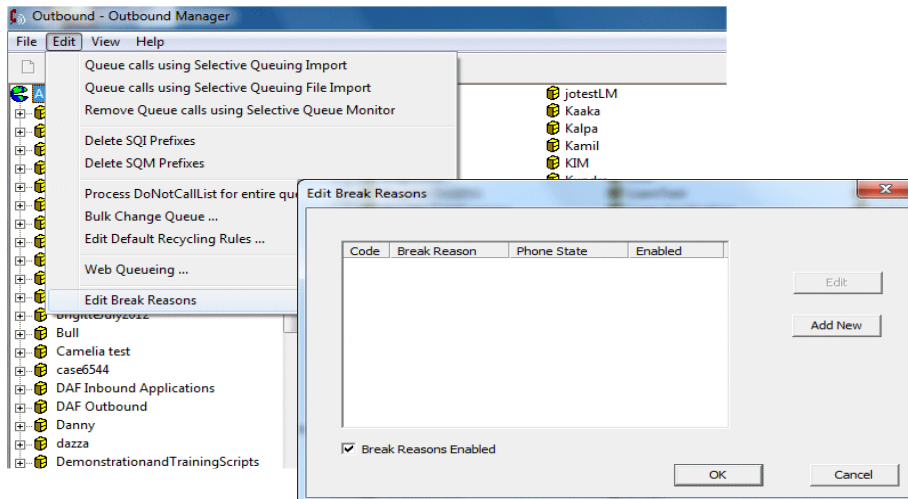 Outbound - Outbound Manager
File Edit View Help
Queue calls using Selective Queuing Import
Queue calls using Selective Queuing File Import
Remove Queue calls using Selective Queue Monitor
Delete SQI Prefixes
Delete SQM Prefixes
Process DoNotCallList for entire que
Bulk Change Queue ...
Edit Default Recycling Rules ...
Web Queueing ...
Edit Break Reasons
A
BrigitteJuly2012
Bull
Camelia test
case6544
DAF Inbound Applications
DAF Outbound
Danny
dazza
DemonstrationandTrainingScripts
jotestLM
Kaaka
Kalpa
Kamil
KIM
Edit Break Reasons
Code Break Reason Phone State Enabled
Edit
Add New
Break Reasons Enabled
OK Cancel